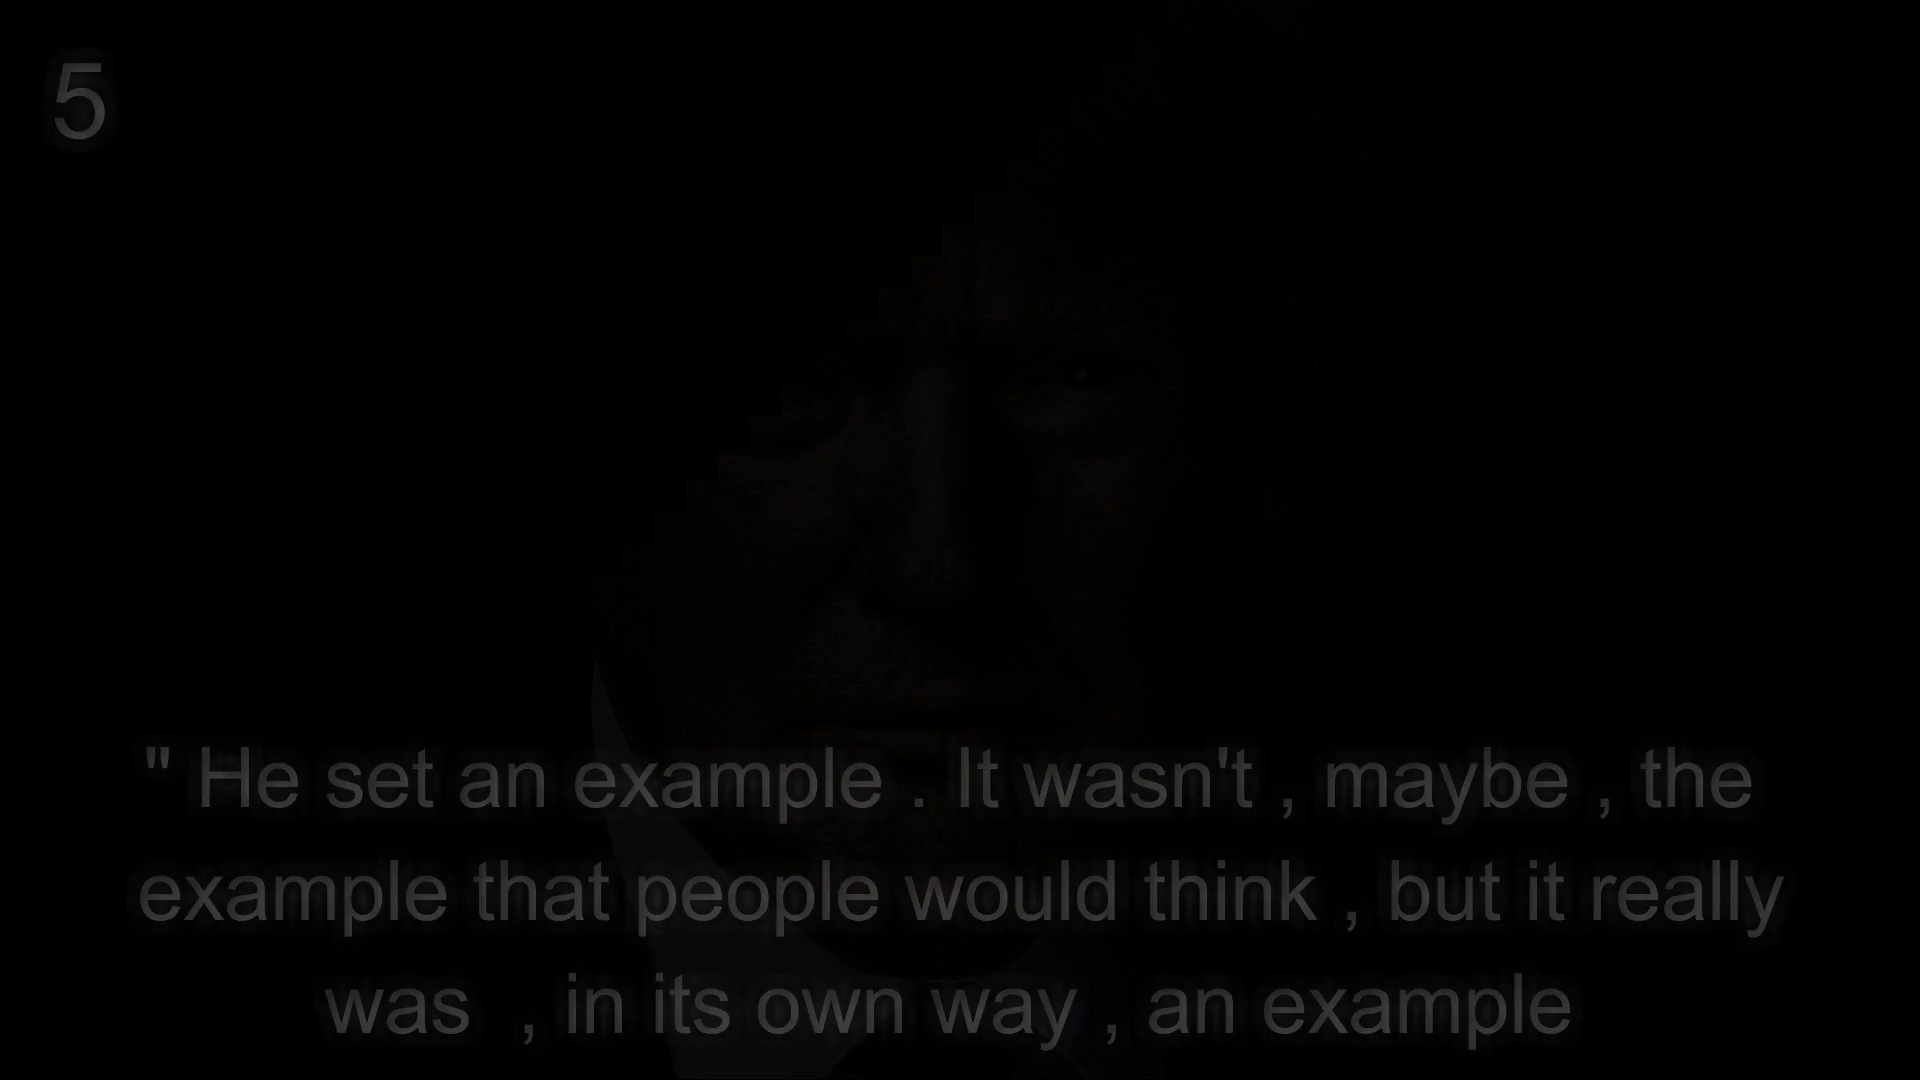 5
" He set an example . It wasn't , maybe , the
example that people would think , but it really
was  , in its own way , an example